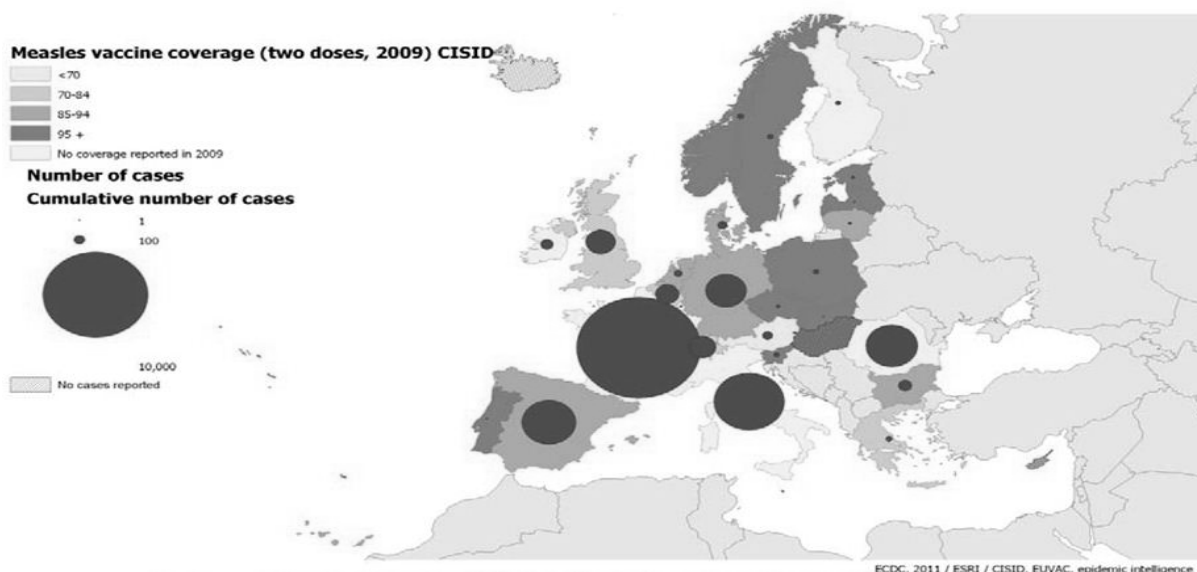 Measles vaccine coverage (two doses, 2009) CISID
<70
70-84
85-94
95 +
No coverage reported in 2009
Number of cases
Cumulative number of cases
1
100
10,000
No cases reported
ECDC, 2011 / ESRI / CISID, EUVAC, epidemic intelligence